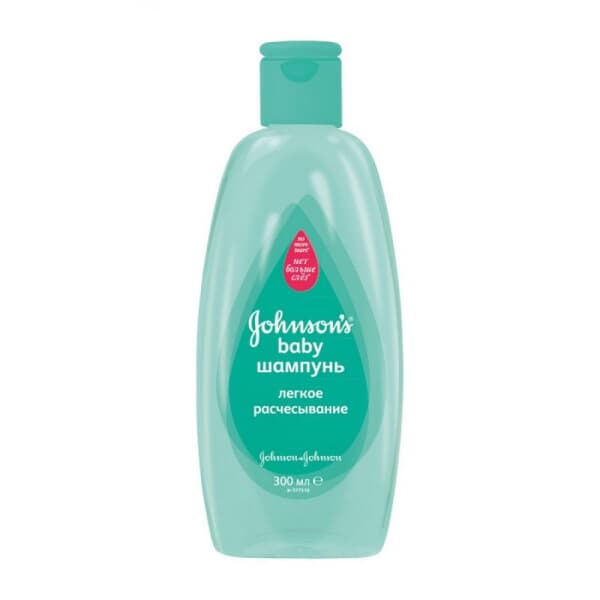 no
more
tears!
нет
больше
слёз
Johnson's®
baby
шампунь
легкое
расчесывание
Johnson & Johnson
300 мл ℮